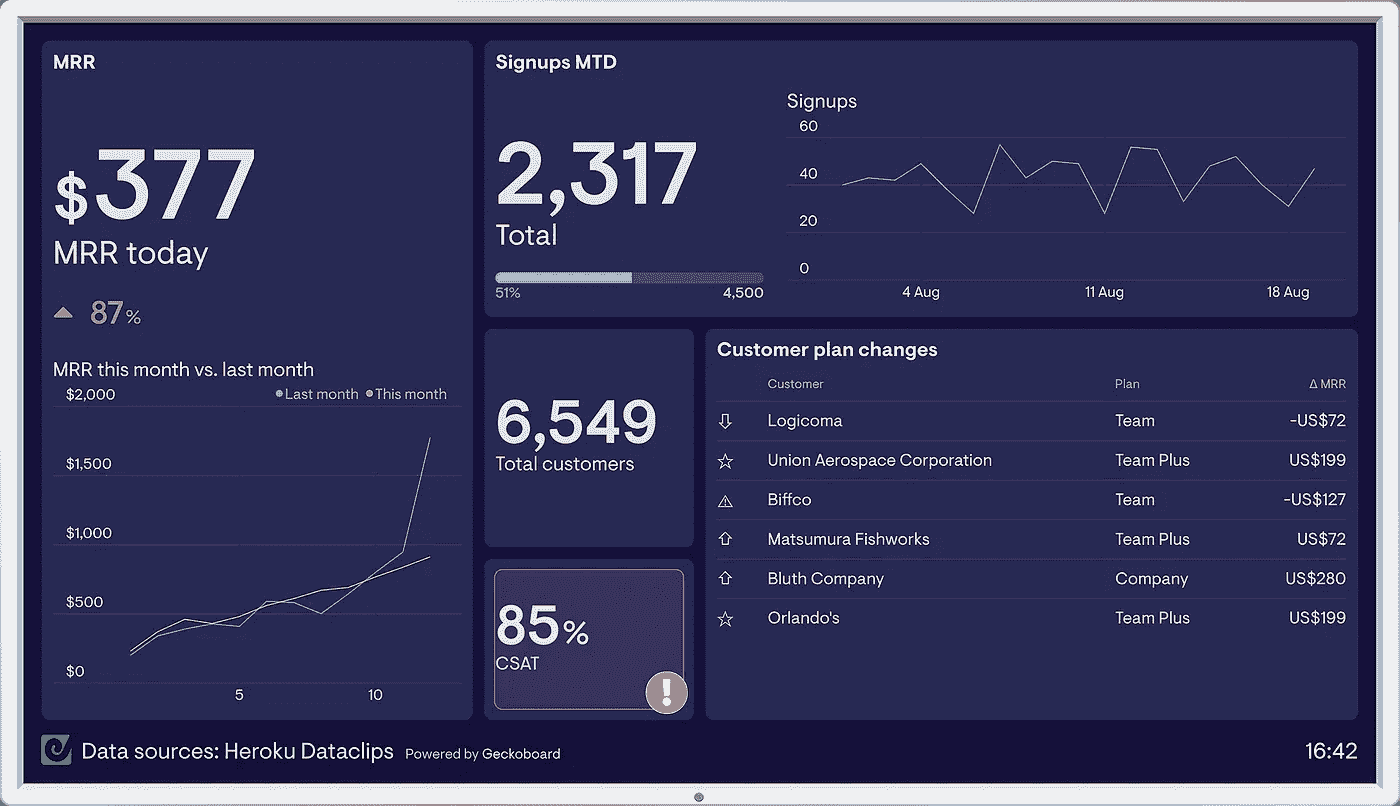 MRR
$377
MRR today
87%
MRR this month vs. last month
$2,000
Last month This month
$1,500
$1,000
$500
$0
5 10
Signups MTD
2,317
Total
51% 4,500
Signups
60
40
20
0
4 Aug 11 Aug 18 Aug
6,549
Total customers
85%
CSAT
!
Customer plan changes
Customer Plan Δ MRR
Logicoma Team -US$72
Union Aerospace Corporation Team Plus US$199
Biffco Team -US$127
Matsumura Fishworks Team Plus US$72
Bluth Company Company US$280
Orlando's Team Plus US$199
Data sources: Heroku Dataclips Powered by Geckoboard
16:42